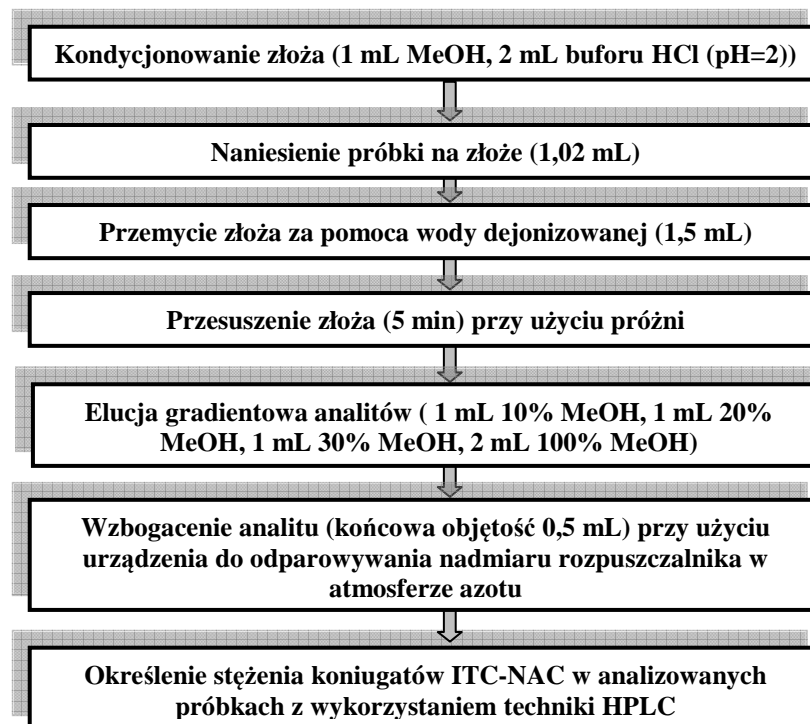 Kondycjonowanie złoża (1 mL MeOH, 2 mL buforu HCl (pH=2))
Naniesienie próbki na złoże (1,02 mL)
Przemycie złoża za pomoca wody dejonizowanej (1,5 mL)
Przesuszenie złoża (5 min) przy użyciu próżni
Elucja gradientowa analitów ( 1 mL 10% MeOH, 1 mL 20%
MeOH, 1 mL 30% MeOH, 2 mL 100% MeOH)
Wzbogacenie analitu (końcowa objętość 0,5 mL) przy użyciu
urządzenia do odparowywania nadmiaru rozpuszczalnika w
atmosferze azotu
Określenie stężenia koniugatów ITC-NAC w analizowanych
próbkach z wykorzystaniem techniki HPLC